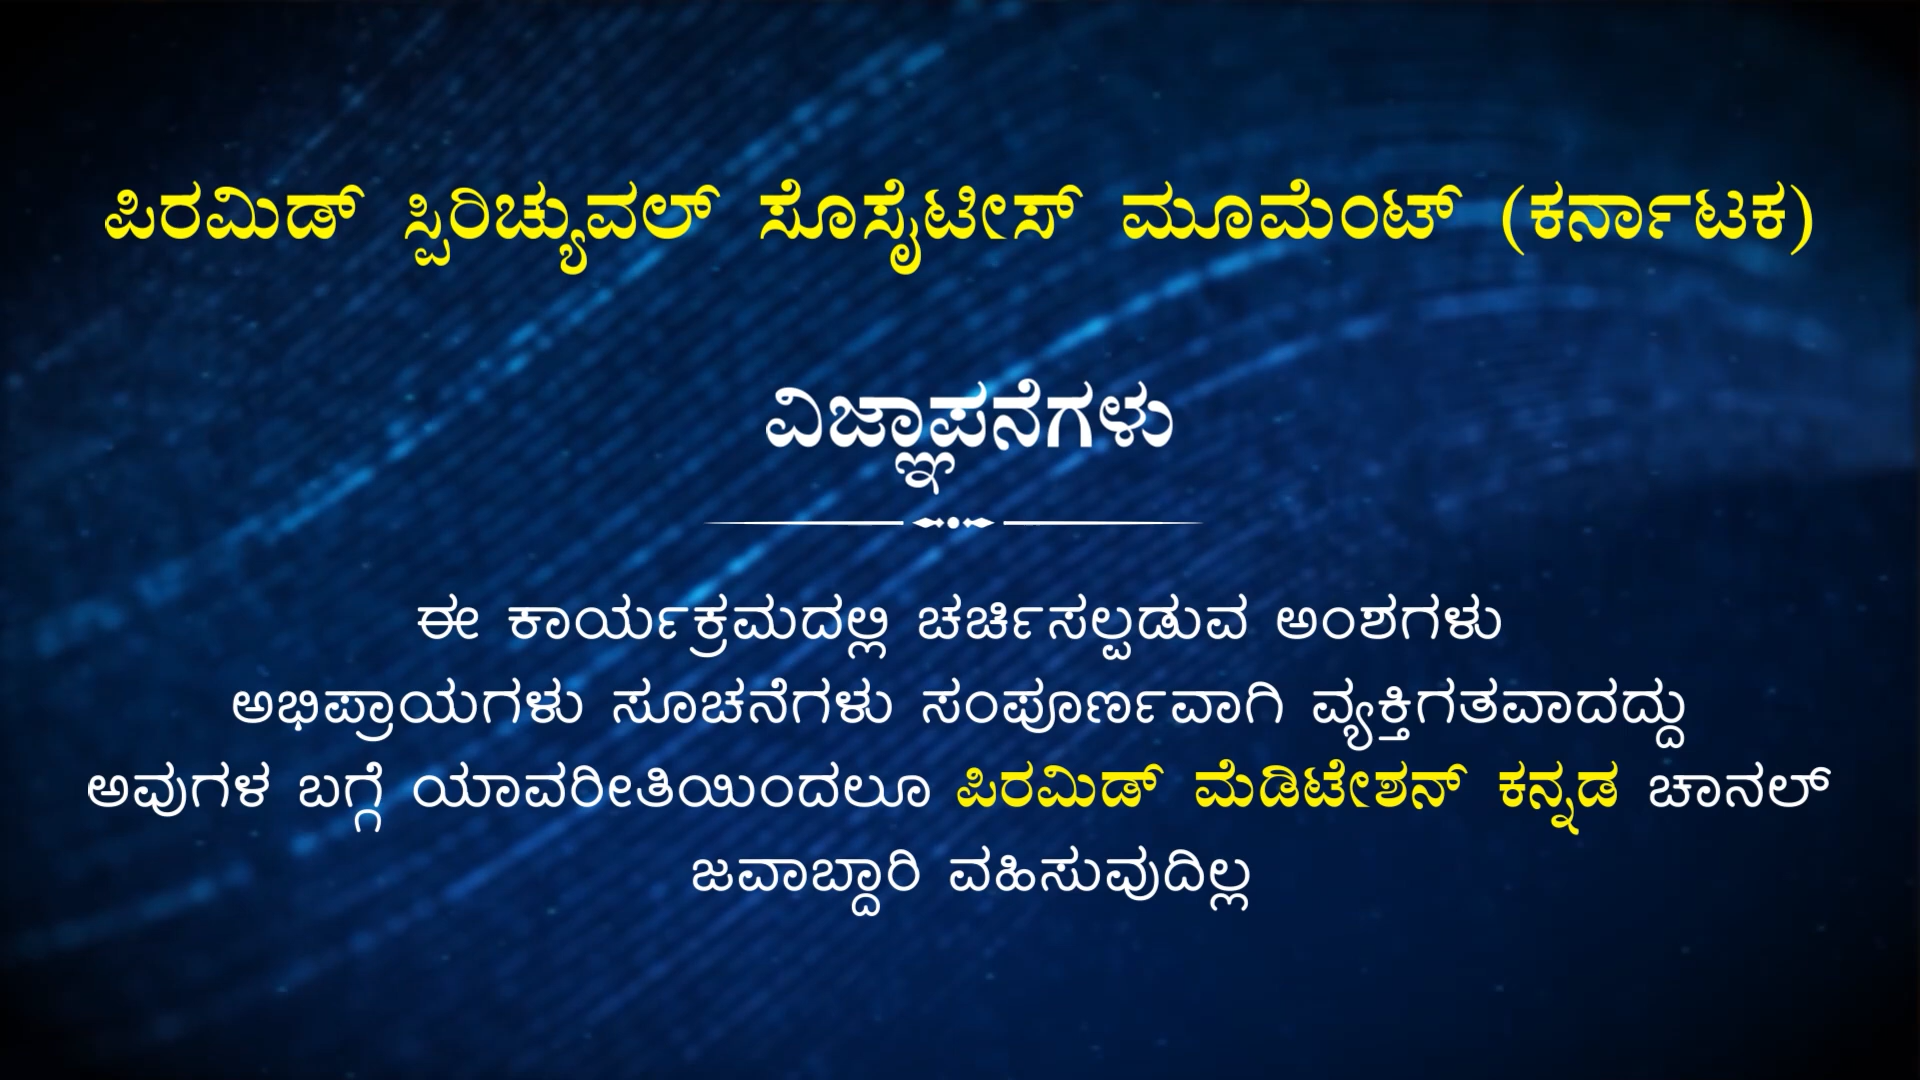 ಪಿರಮಿಡ್ ಸ್ಪಿರಿಚ್ಯುವಲ್ ಸೊಸೈಟೀಸ್ ಮೂಮೆಂಟ್ (ಕರ್ನಾಟಕ)
ವಿಜ್ಞಾಪನೆಗಳು
ಈ ಕಾರ್ಯಕ್ರಮದಲ್ಲಿ ಚರ್ಚಿಸಲ್ಪಡುವ ಅಂಶಗಳು
ಅಭಿಪ್ರಾಯಗಳು ಸೂಚನೆಗಳು ಸಂಪೂರ್ಣವಾಗಿ ವ್ಯಕ್ತಿಗತವಾದದ್ದು
ಅವುಗಳ ಬಗ್ಗೆ ಯಾವರೀತಿಯಿಂದಲೂ ಪಿರಮಿಡ್ ಮೆಡಿಟೇಶನ್ ಕನ್ನಡ ಚಾನಲ್
ಜವಾಬ್ದಾರಿ ವಹಿಸುವುದಿಲ್ಲ